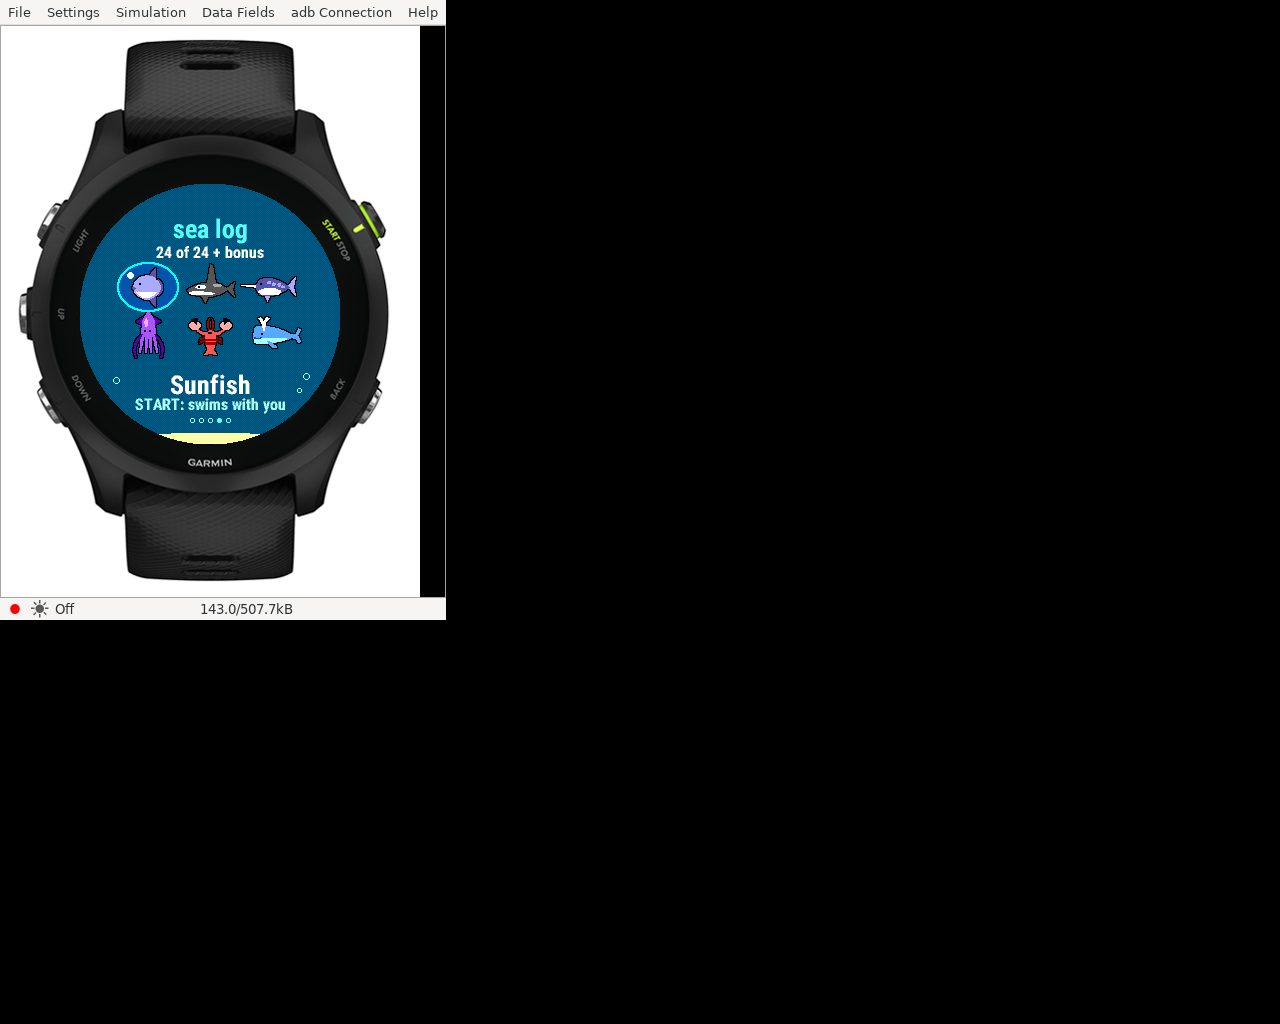 File Settings Simulation Data Fields adb Connection Help
sea log
24 of 24 + bonus
LIGHT
START STOP
UP
DOWN
BACK
Sunfish
START: swims with you
GARMIN
Off 143.0/507.7kB